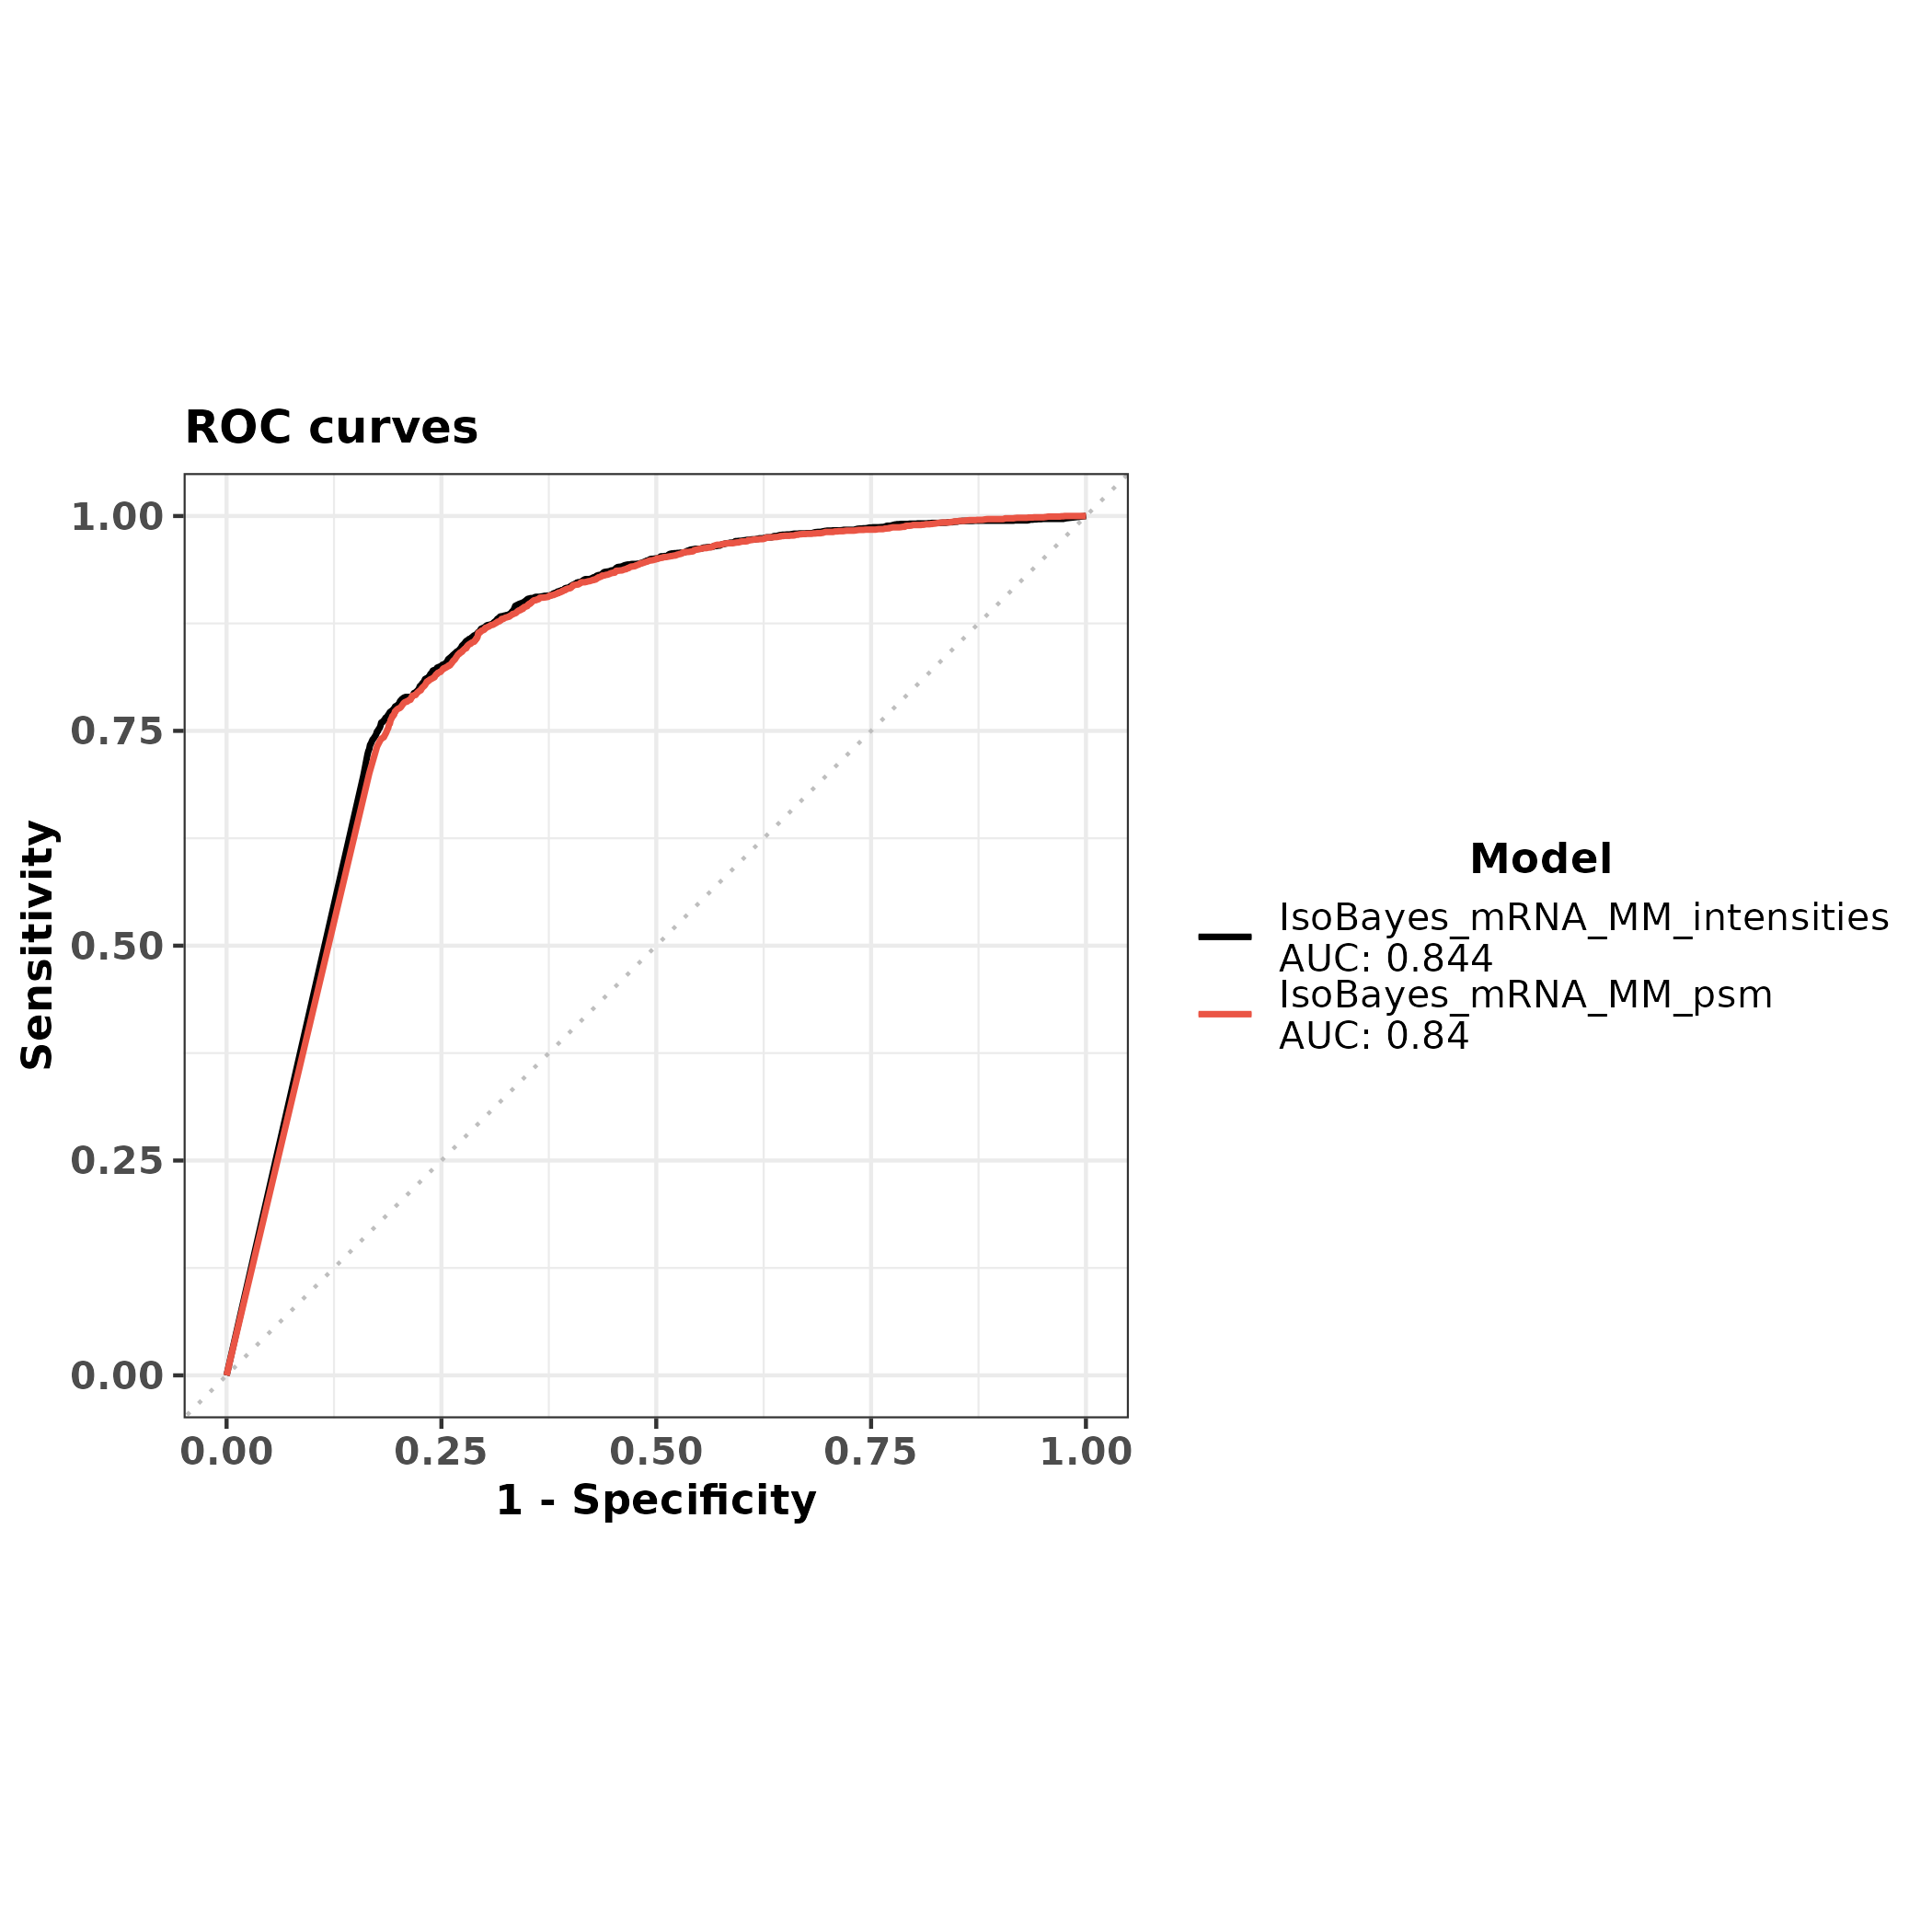 ROC curves
1.00
0.75
0.50
0.25
0.00
Sensitivity
0.00 0.25 0.50 0.75 1.00
1 - Specificity
Model
IsoBayes_mRNA_MM_intensities
AUC: 0.844
IsoBayes_mRNA_MM_psm
AUC: 0.84